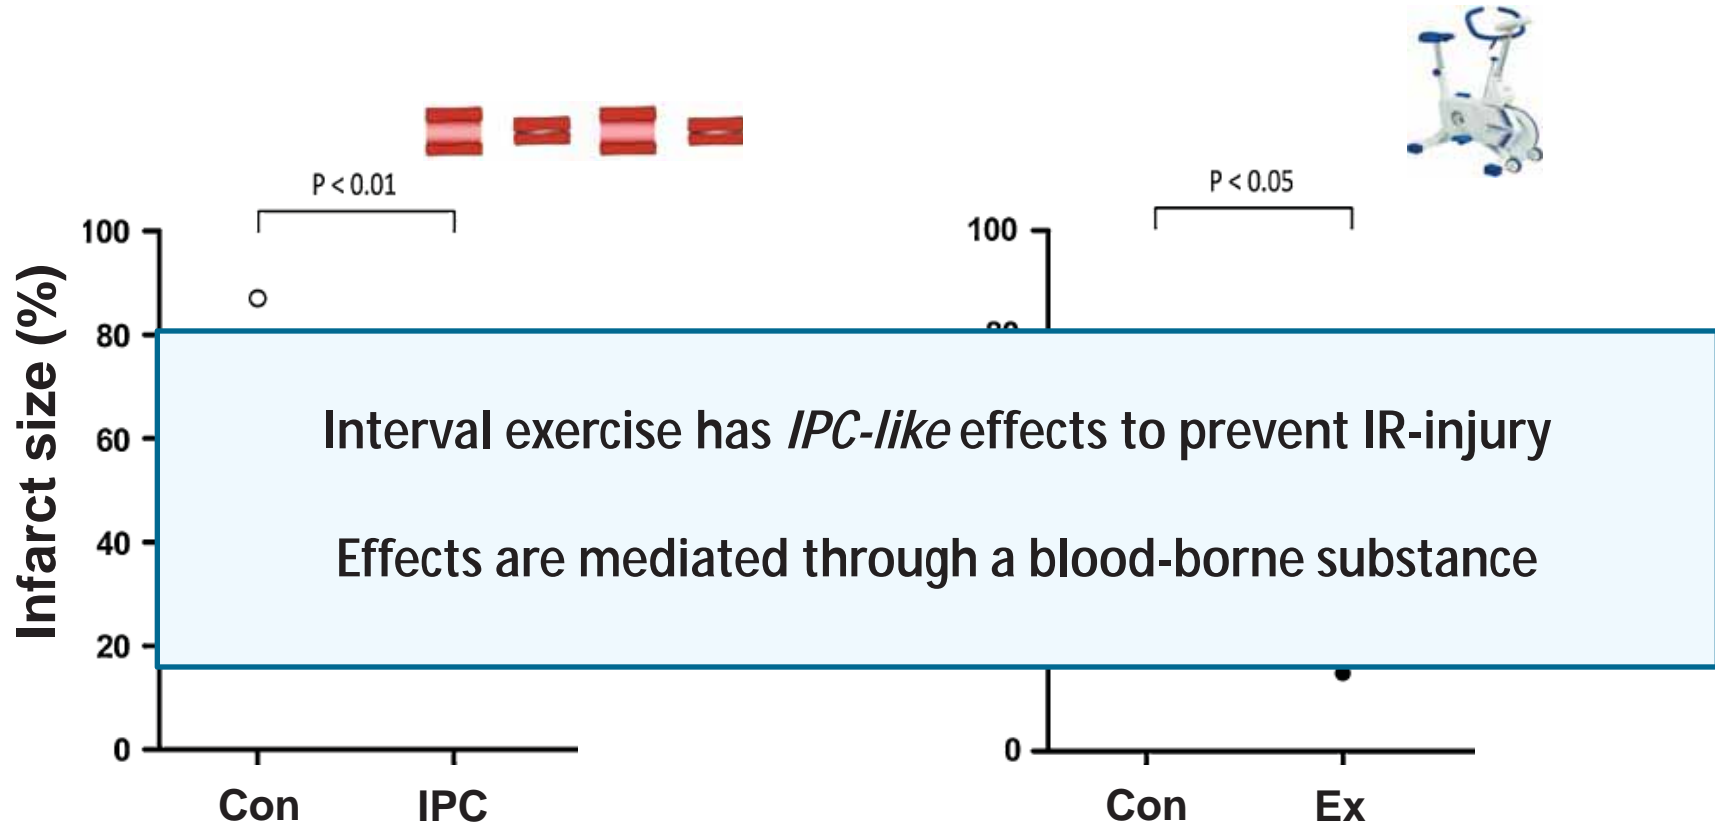 P < 0.01
P < 0.05
100
80
60
40
20
0
Infarct size (%)
Con
IPC
100
80
0
Con
Ex
Interval exercise has IPC-like effects to prevent IR-injury
Effects are mediated through a blood-borne substance